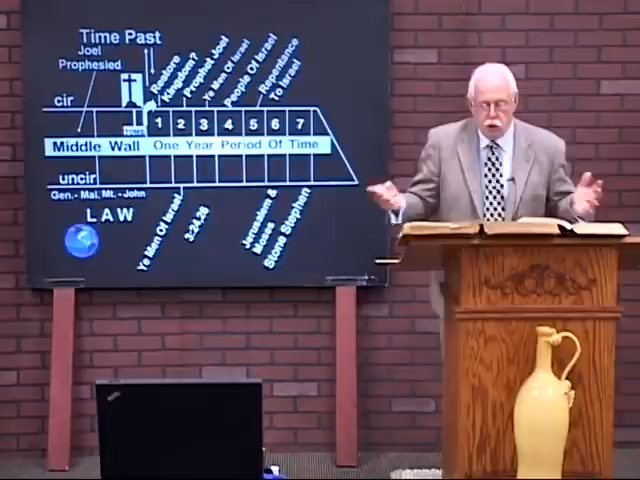 Time Past
Joel
Prophesied
Restore
Kingdom?
Prophet Joel
Ye Men Of Israel
People Of Israel
Repentance
To Israel
cir
1 2 3 4 5 6 7
Middle Wall One Year Period Of Time
uncir
Gen.- Mal, Mt.- John
LAW
Ye Men Of Israel
3:24,26
Jerusalem &
Moses
Stone Stephen